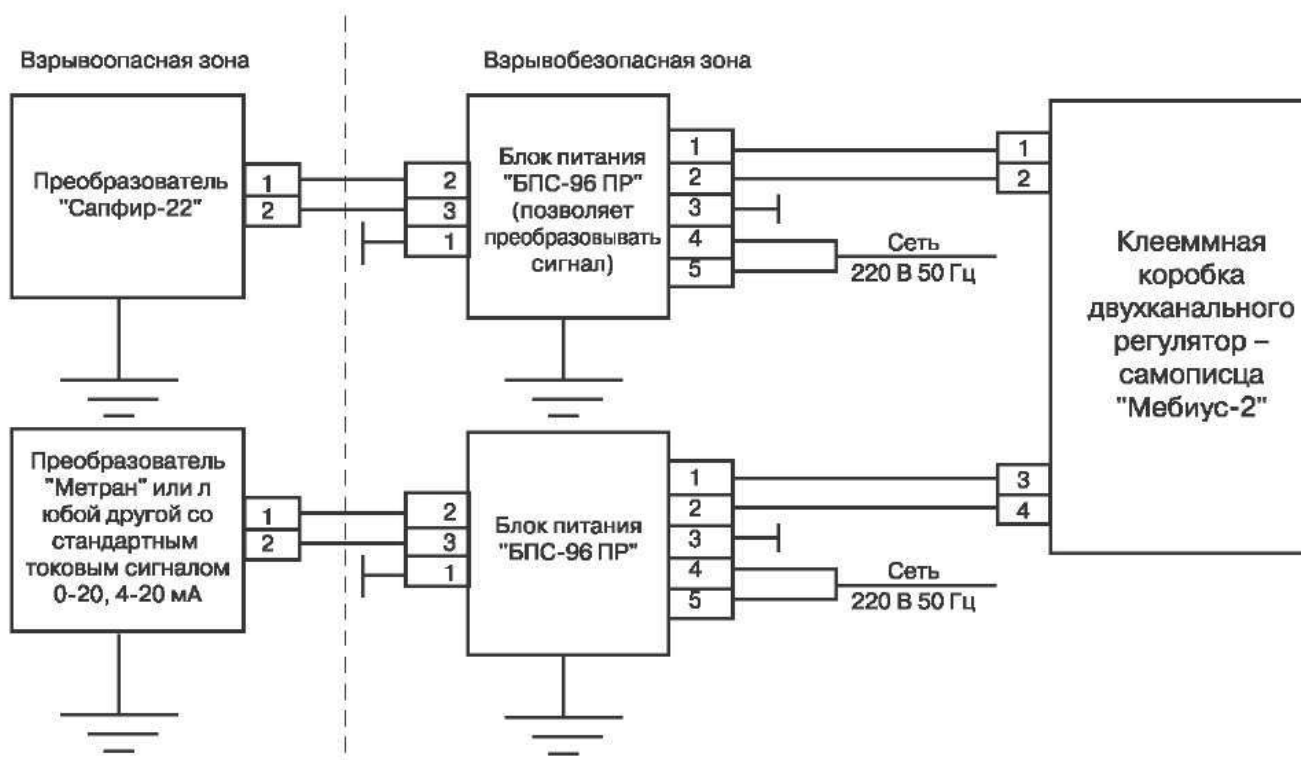 Взрывоопасная зона
Взрывобезопасная зона
Преобразователь
"Сапфир-22"
1
2
2
3
1
Блок питания
"БПС-96 ПР"
(позволяет
преобразовывать
сигнал)
1
2
3
4
5
Сеть
220 В 50 Гц
1
2
Клееммная
коробка
двухканального
регулятор –
самописца
"Мебиус-2"
3
4
Преобразователь
"Метран" или л
юбой другой со
стандартным
токовым сигналом
0-20, 4-20 мА
1
2
2
3
1
Блок питания
"БПС-96 ПР"
1
2
3
4
5
Сеть
220 В 50 Гц